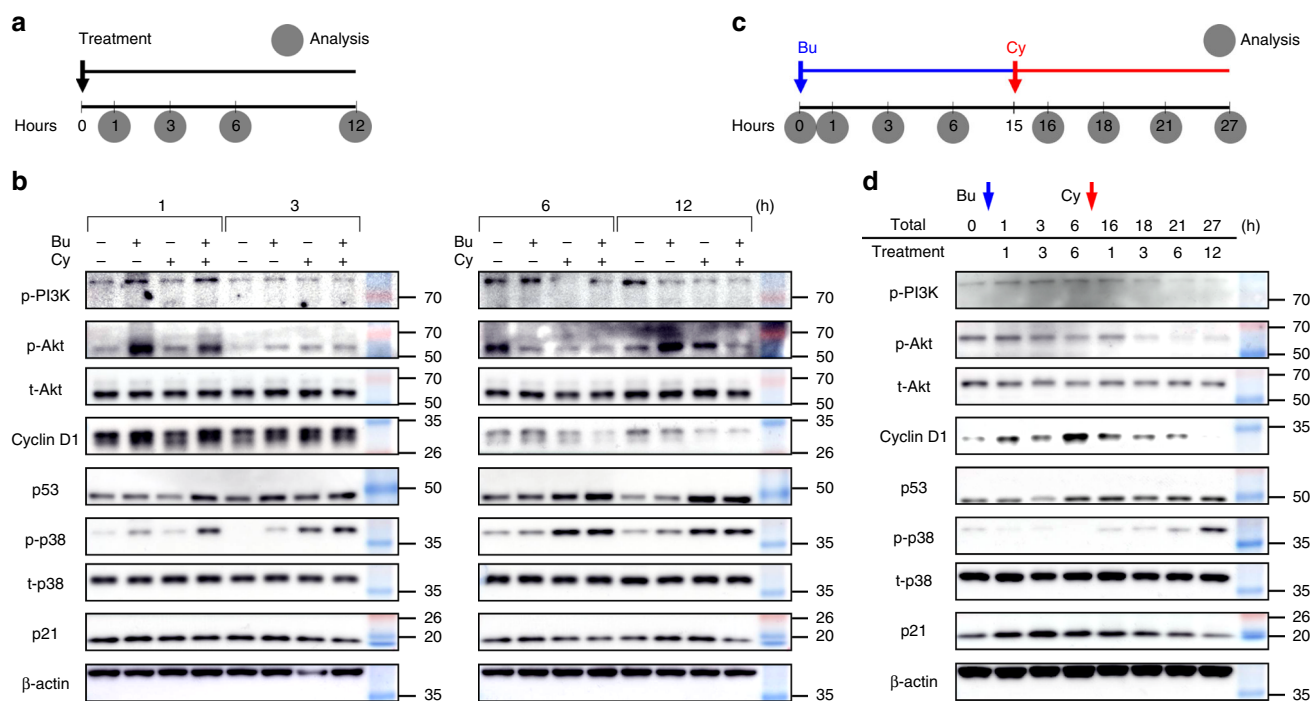 a
Treatment
Analysis
Hours 0 1 3 6 12
b
1 3 6 12 (h)
Bu – + – + – – + – + – – + – +
Cy – – + + – – + + – – + + – – + +
p-PI3K 70 70
p-Akt 70 50 70 50
t-Akt 70 50 70 50
Cyclin D1 35 26 35 26
p53 50 50
p-p38 35 35
t-p38 35 35
p21 26 20 26 20
β-actin 35 35
c
Bu Cy
Analysis
Hours 0 1 3 6 15 16 18 21 27
d
Bu Cy
Total 0 1 3 6 16 18 21 27 (h)
Treatment 1 3 6 1 3 6 12
p-PI3K 70
p-Akt 70 50
t-Akt 70 50
Cyclin D1 35
p53 50
p-p38 35
t-p38 35
p21 26 20
β-actin 35